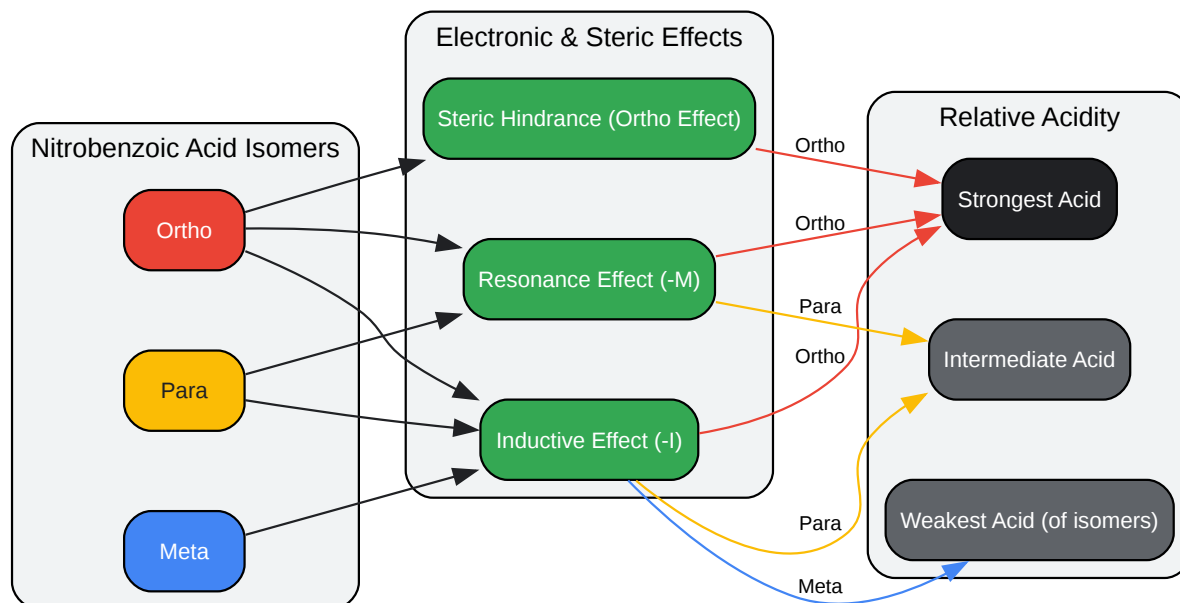 Nitrobenzoic Acid Isomers
Ortho
Para
Meta
Electronic & Steric Effects
Steric Hindrance (Ortho Effect)
Resonance Effect (-M)
Inductive Effect (-I)
Ortho
Ortho
Para
Ortho
Para
Meta
Relative Acidity
Strongest Acid
Intermediate Acid
Weakest Acid (of isomers)